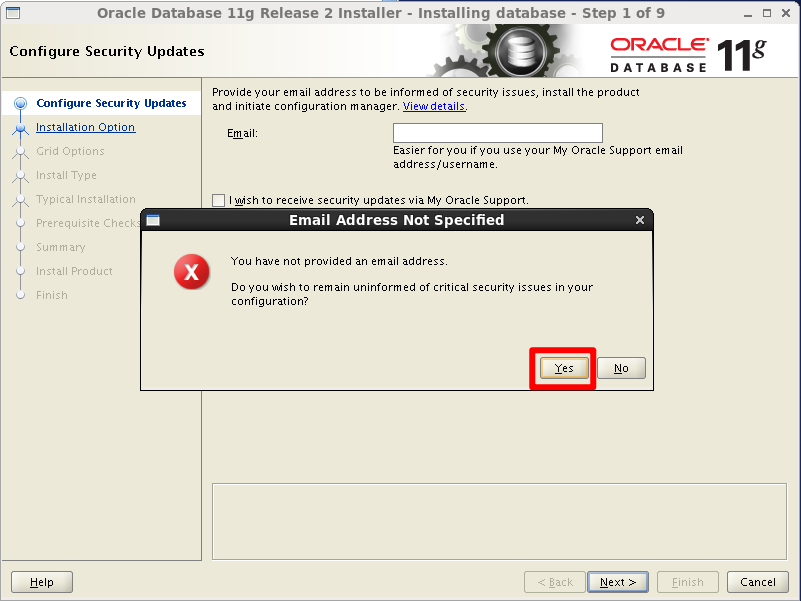 Oracle Database 11g Release 2 Installer - Installing database - Step 1 of 9
Configure Security Updates
ORACLE
DATABASE
11g
Configure Security Updates
Installation Option
Grid Options
Install Type
Typical Installation
Prerequisite Checks
Summary
Install Product
Finish
Provide your email address to be informed of security issues, install the product
and initiate configuration manager. View details.
Email:
Easier for you if you use your My Oracle Support email
address/username.
I wish to receive security updates via My Oracle Support.
Email Address Not Specified
You have not provided an email address.
Do you wish to remain uninformed of critical security issues in your
configuration?
Yes No
Help < Back Next > Finish Cancel